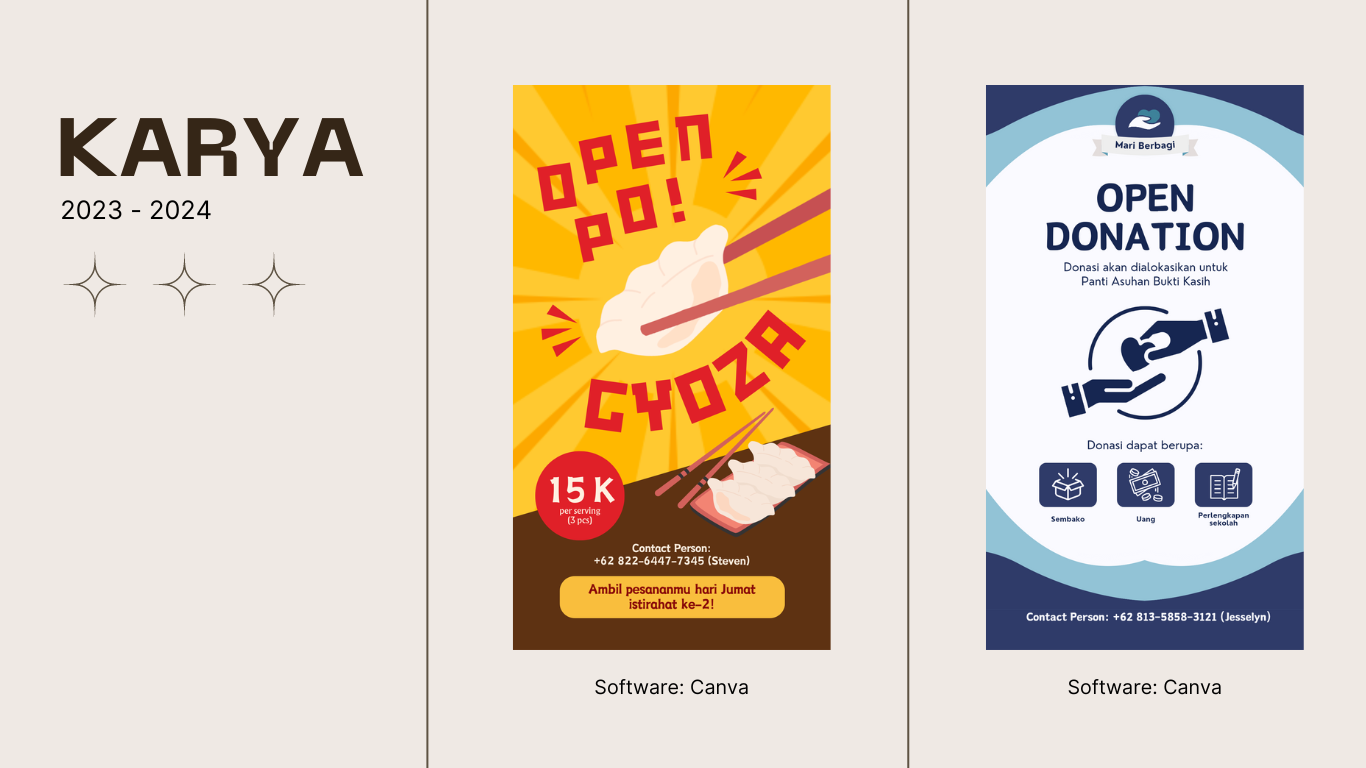 KARYA
2023 - 2024
OPEN
PO!
GYOZA
15 K
per serving
(3 pcs)
Contact Person:
+62 822-6447-7345 (Steven)
Ambil pesananmu hari Jumat
istirahat ke-2!
Software: Canva
Mari Berbagi
OPEN
DONATION
Donasi akan dialokasikan untuk
Panti Asuhan Bukti Kasih
Donasi dapat berupa:
Sembako
Uang
Perlengkapan
sekolah
Contact Person: +62 813-5858-3121 (Jesselyn)
Software: Canva